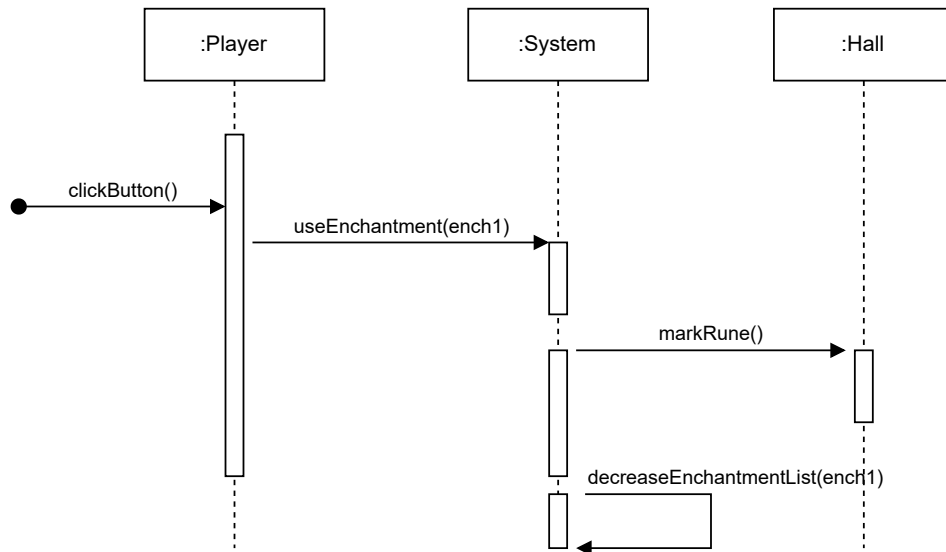 :Player
:System
:Hall
clickButton()
useEnchantment(ench1)
markRune()
decreaseEnchantmentList(ench1)